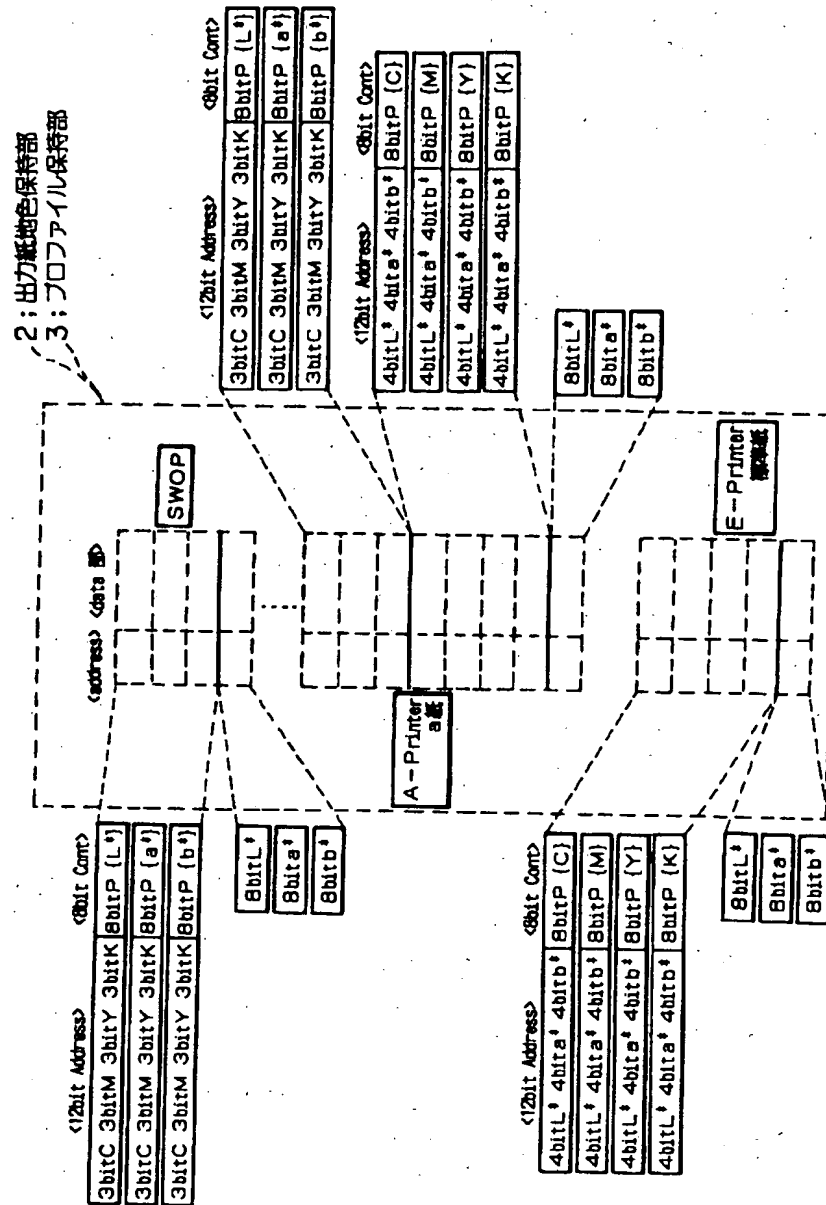 2；出力紙地色保持部
3；プロファイル保持部
<12bit Address> <8bit Cont>
3bitC 3bitM 3bitY 3bitK 8bitP {L*}
3bitC 3bitM 3bitY 3bitK 8bitP {a*}
3bitC 3bitM 3bitY 3bitK 8bitP {b*}
8bitL*
8bita*
8bitb*
<address> <data 部>
SWOP
<12bit Address> <8bit Cont>
3bitC 3bitM 3bitY 3bitK 8bitP {L*}
3bitC 3bitM 3bitY 3bitK 8bitP {a*}
3bitC 3bitM 3bitY 3bitK 8bitP {b*}
A-Printer
a紙
<12bit Address> <8bit Cont>
4bitL* 4bita* 4bitb* 8bitP {C}
4bitL* 4bita* 4bitb* 8bitP {M}
4bitL* 4bita* 4bitb* 8bitP {Y}
4bitL* 4bita* 4bitb* 8bitP {K}
8bitL*
8bita*
8bitb*
<12bit Address> <8bit Cont>
4bitL* 4bita* 4bitb* 8bitP {C}
4bitL* 4bita* 4bitb* 8bitP {M}
4bitL* 4bita* 4bitb* 8bitP {Y}
4bitL* 4bita* 4bitb* 8bitP {K}
8bitL*
8bita*
8bitb*
E-Printer
標準紙